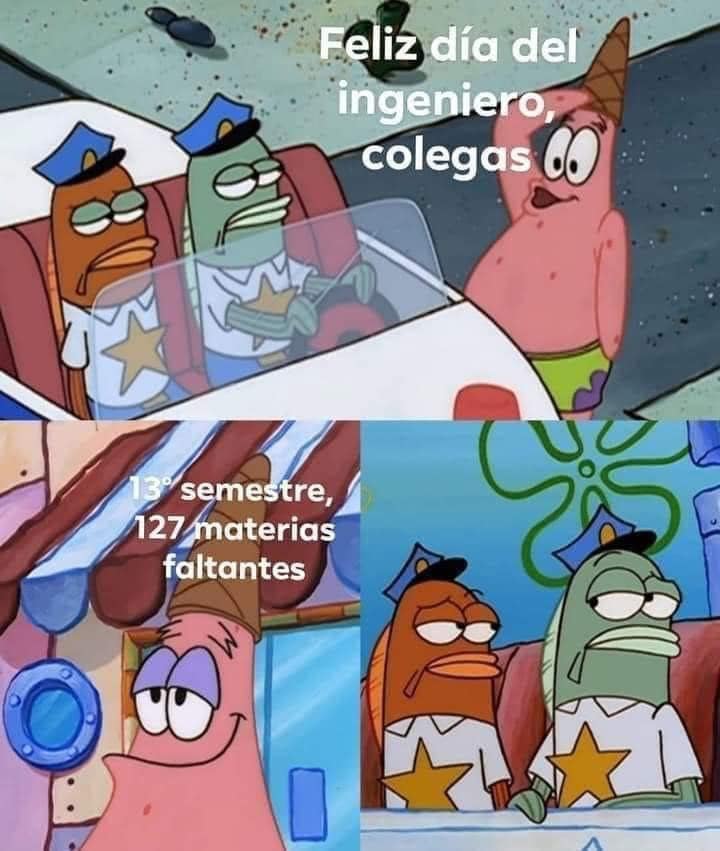 Feliz día del
ingeniero,
colegas
13° semestre,
127 materias
faltantes